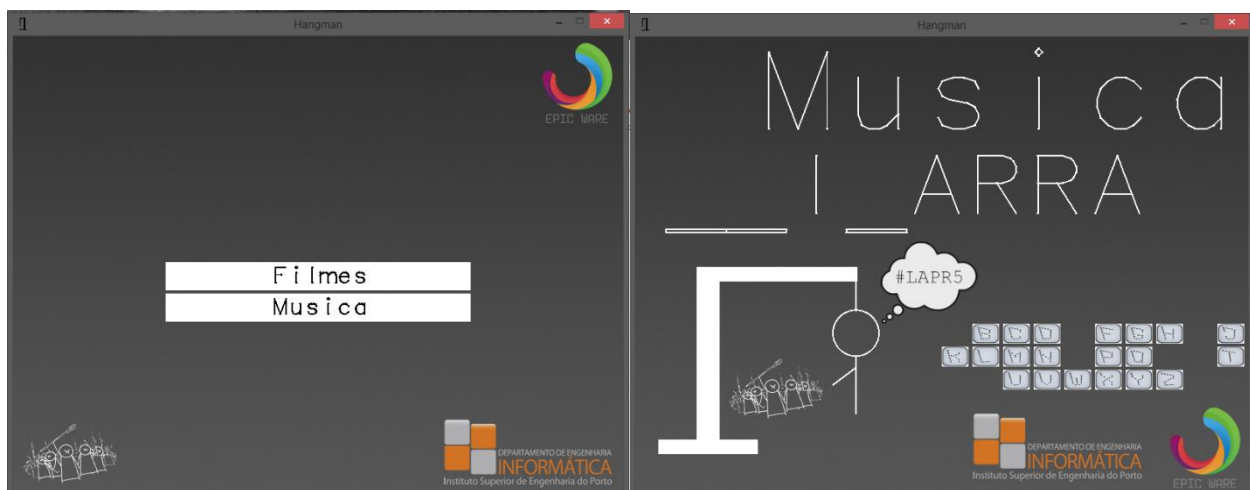 Hangman
EPIC WARE
Filmes
Musica
DEPARTAMENTO DE ENGENHARIA
INFORMÁTICA
Instituto Superior de Engenharia do Porto
Hangman
Musica
I ARRA
#LAPR5
B C D F G H J
K L M N P Q T
U V W X Y Z
DEPARTAMENTO DE ENGENHARIA
INFORMÁTICA
Instituto Superior de Engenharia do Porto
EPIC WARE